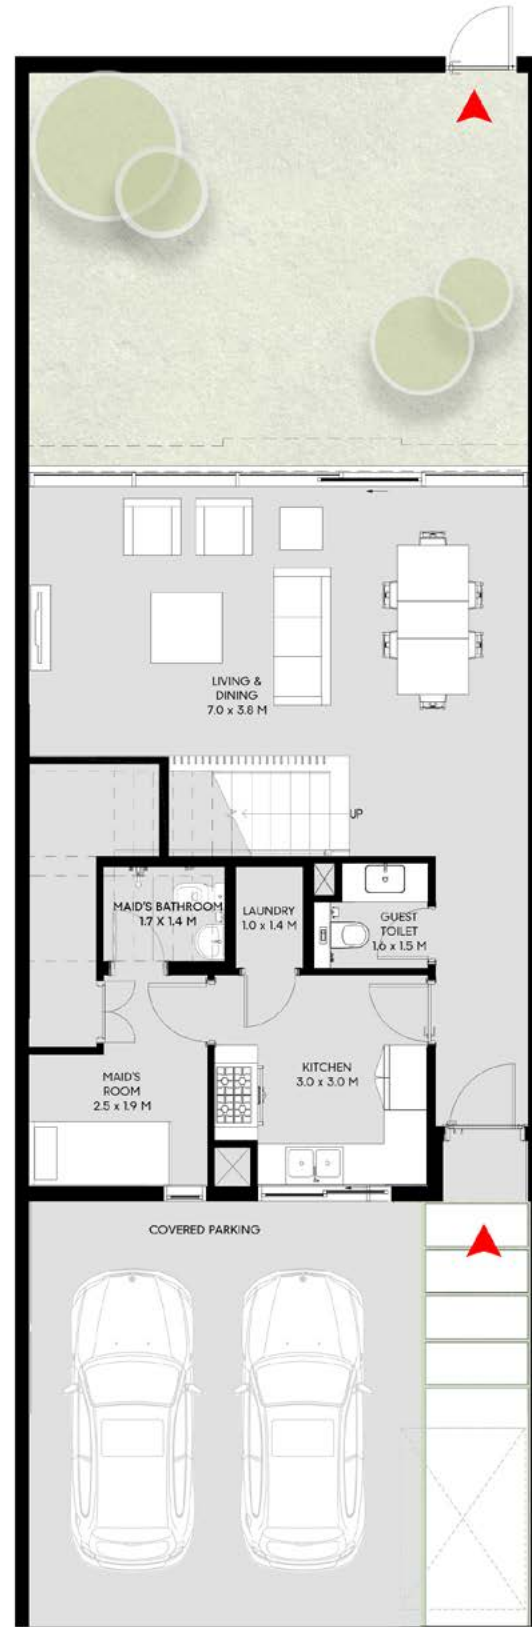 LIVING &
DINING
7.0 x 3.8 M
UP
MAID'S BATHROOM
1.7 X 1.4 M
LAUNDRY
1.0 x 1.4 M
GUEST
TOILET
1.6 x 1.5 M
KITCHEN
3.0 x 3.0 M
MAID'S
ROOM
2.5 x 1.9 M
COVERED PARKING